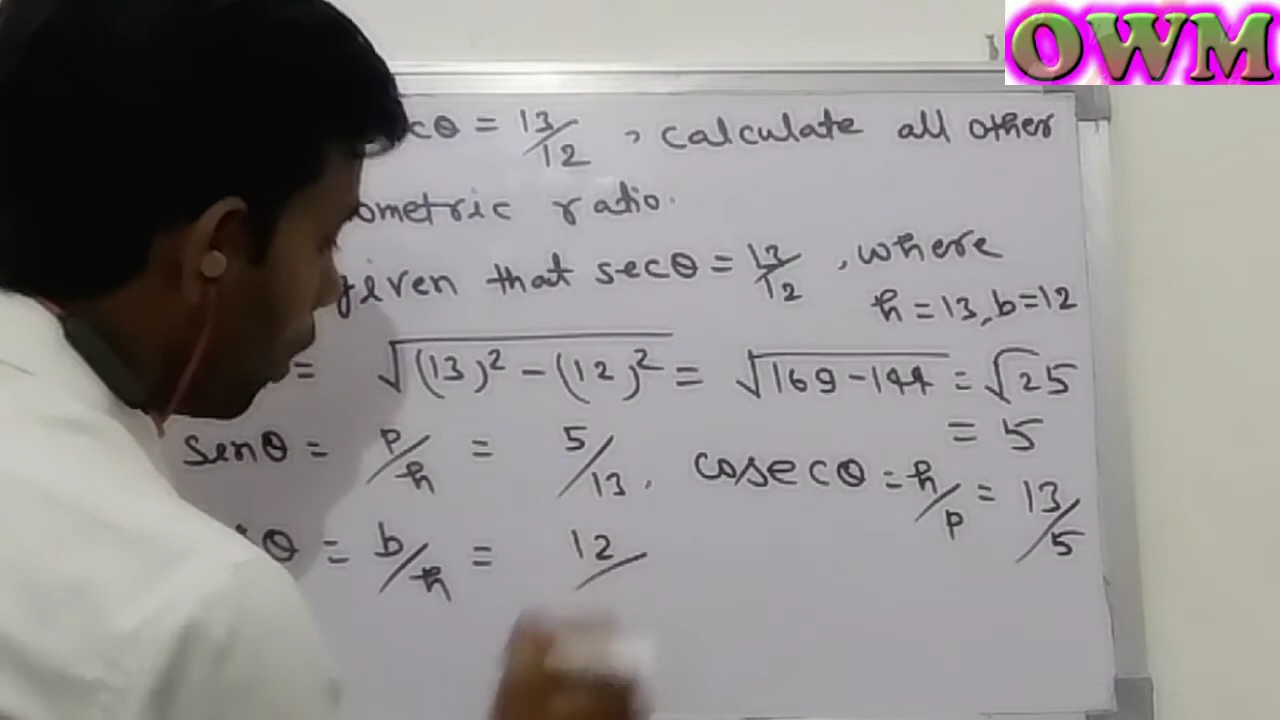 OWM
cθ = 13/12 , calculate all other
ometric ratio.
given that secθ = 13/12 , where
h = 13, b = 12
= √(13)² - (12)² = √169 - 144 = √25
= 5
senθ = p/h = 5/13 . cosecθ = h/p = 13/5
θ = b/h = 12/